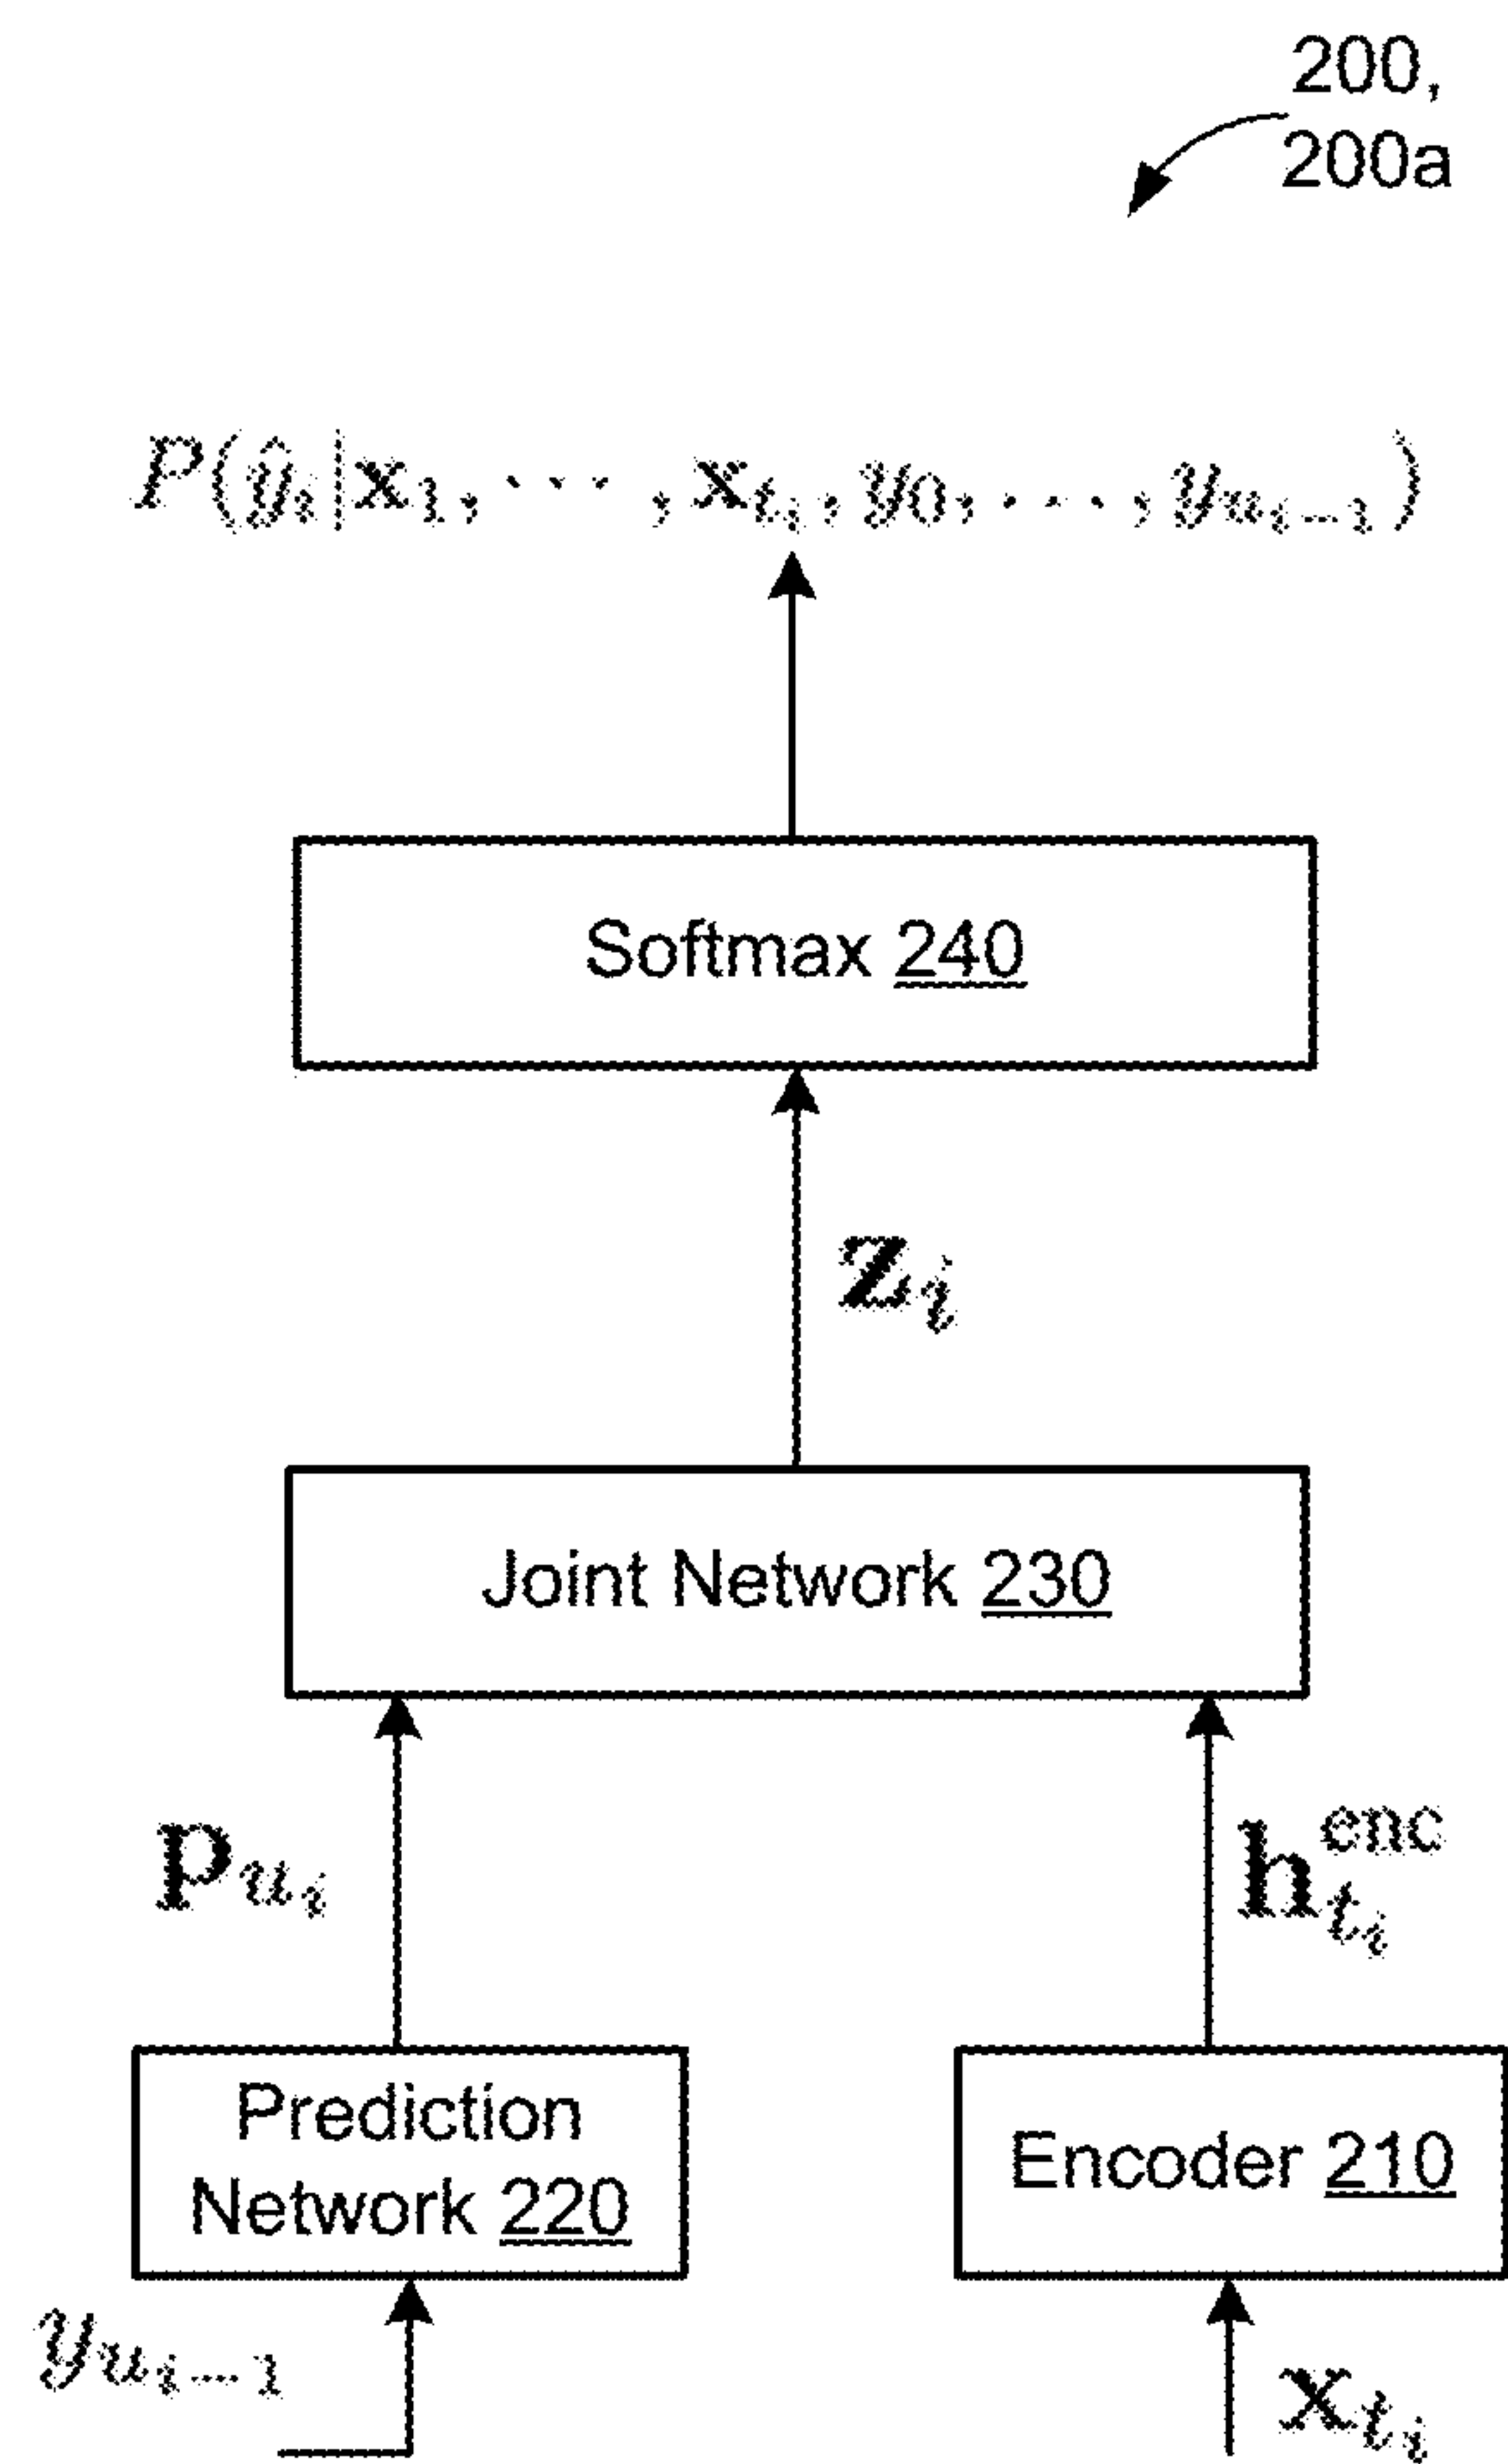 200,
200a
P(ŷᵢ|x₁, ⋯ , x_{tᵢ}, y₀, …, y_{uᵢ₋₁})
Softmax 240
zᵢ
Joint Network 230
p_{uᵢ}
h^{enc}_{tᵢ}
Prediction
Network 220
Encoder 210
y_{uᵢ₋₁}
x_{tᵢ}